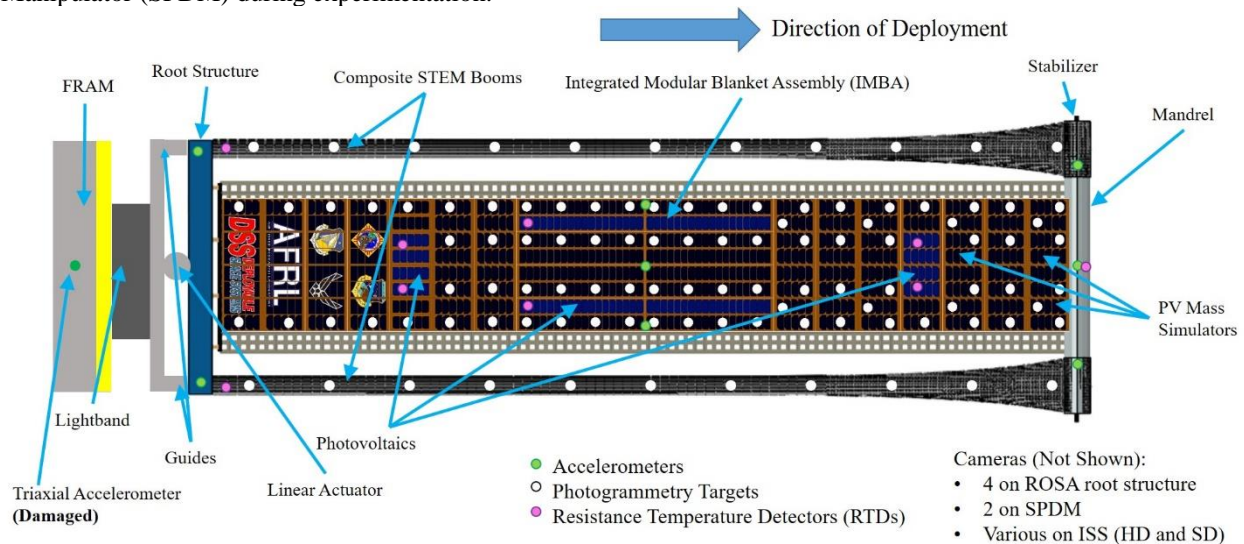 Manipulator (SPDM) during experimentation.
Direction of Deployment
FRAM
Root Structure
Composite STEM Booms
Integrated Modular Blanket Assembly (IMBA)
Stabilizer
Mandrel
DSS
AFRL
PV Mass
Simulators
Lightband
Guides
Photovoltaics
Linear Actuator
Triaxial Accelerometer
(Damaged)
Accelerometers
Photogrammetry Targets
Resistance Temperature Detectors (RTDs)
Cameras (Not Shown):
• 4 on ROSA root structure
• 2 on SPDM
• Various on ISS (HD and SD)